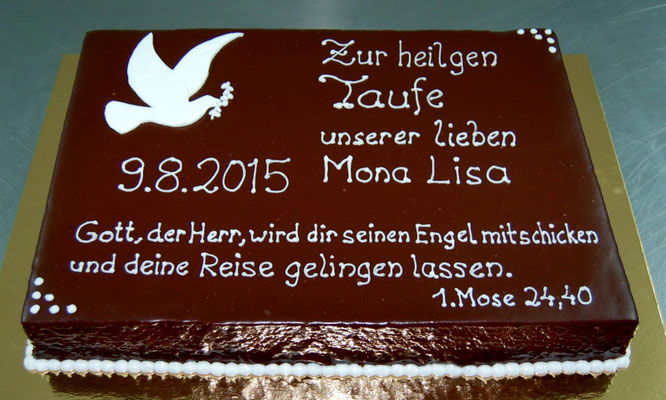 Zur heilgen
Taufe
unserer lieben
Mona Lisa
9.8.2015
Gott, der Herr, wird dir seinen Engel mitschicken
und deine Reise gelingen lassen.
1.Mose 24,40